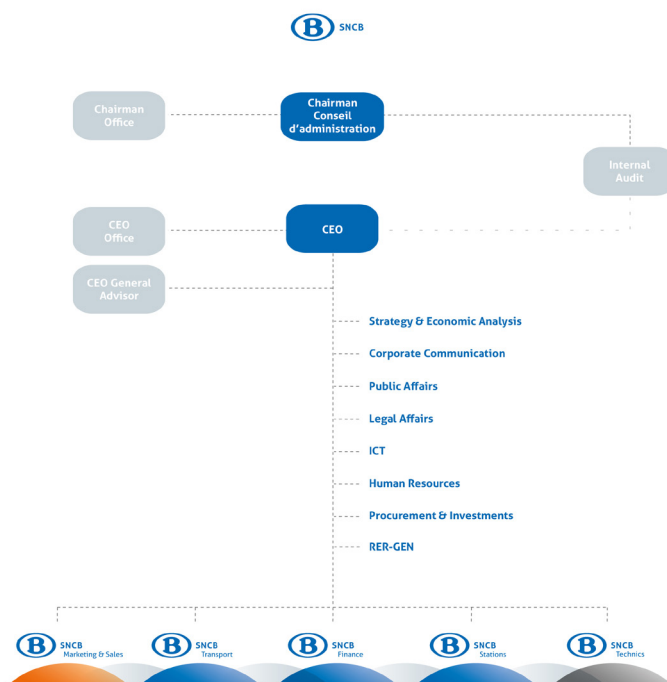 B SNCB
Chairman
Office
Chairman
Conseil
d'administration
Internal
Audit
CEO
Office
CEO
CEO General
Advisor
Strategy & Economic Analysis
Corporate Communication
Public Affairs
Legal Affairs
ICT
Human Resources
Procurement & Investments
RER-GEN
B SNCB
Marketing & Sales
B SNCB
Transport
B SNCB
Finance
B SNCB
Stations
B SNCB
Technics